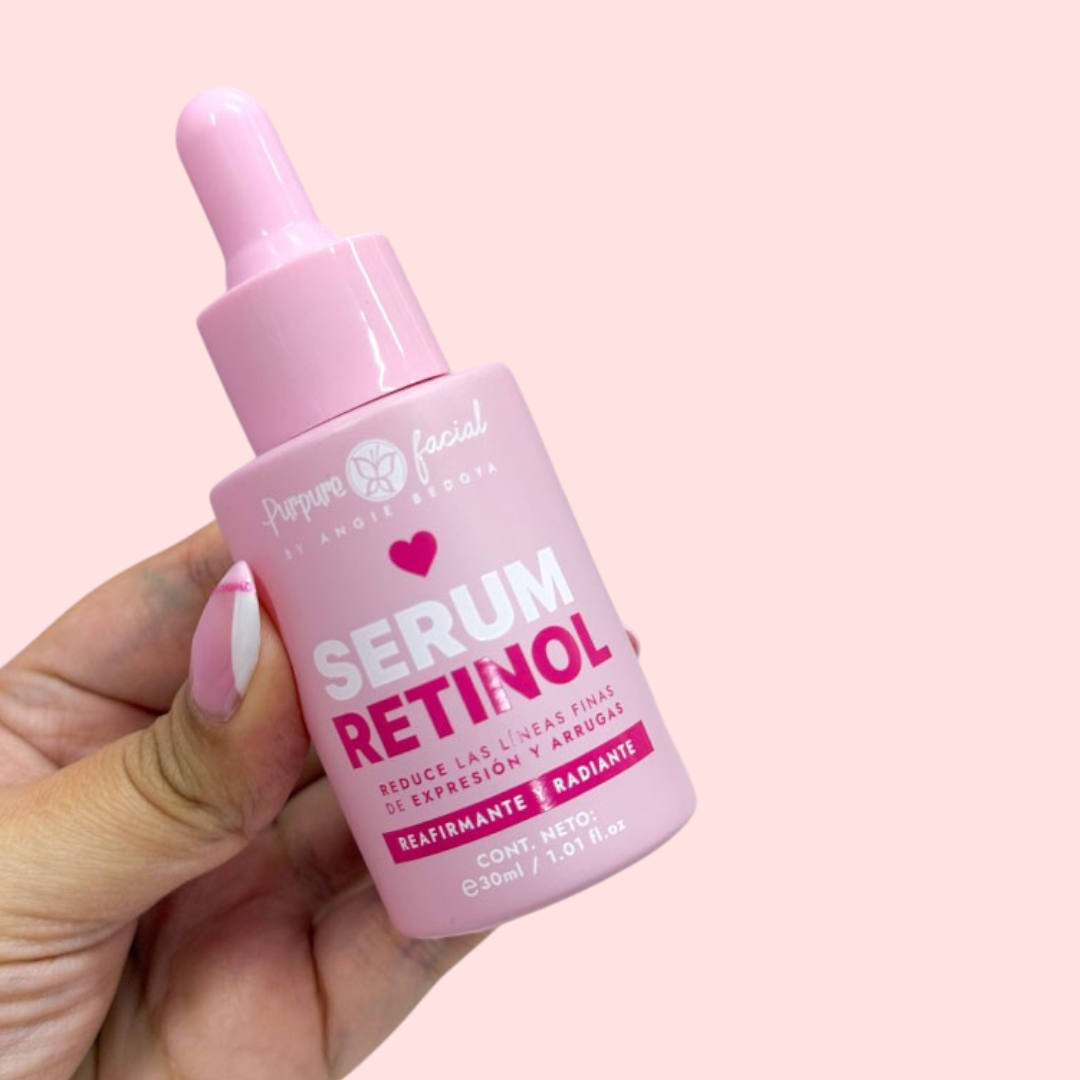 Purpure facial
BY ANGIE BEDOYA
SERUM
RETINOL
REDUCE LAS LÍNEAS FINAS
DE EXPRESIÓN Y ARRUGAS
REAFIRMANTE Y RADIANTE
CONT. NETO:
℮30ml / 1.01 fl.oz